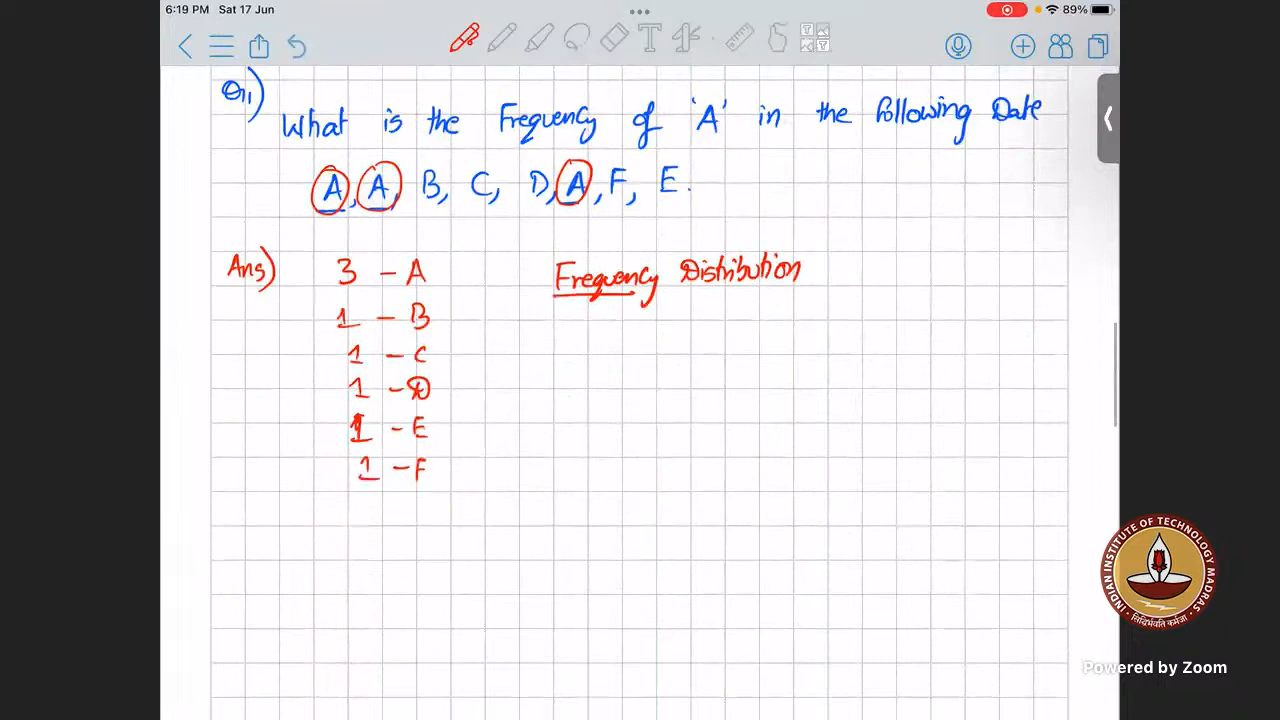 6:19 PM Sat 17 Jun
89%
Q1)
What is the Frequency of 'A' in the following Date
A, A, B, C, D, A, F, E.
Ans) 3 - A
Frequency Distribution
1 - B
1 - C
1 - D
1 - E
1 - F
INDIAN INSTITUTE OF TECHNOLOGY MADRAS
सिद्धिर्भवति कर्मजा
Powered by Zoom